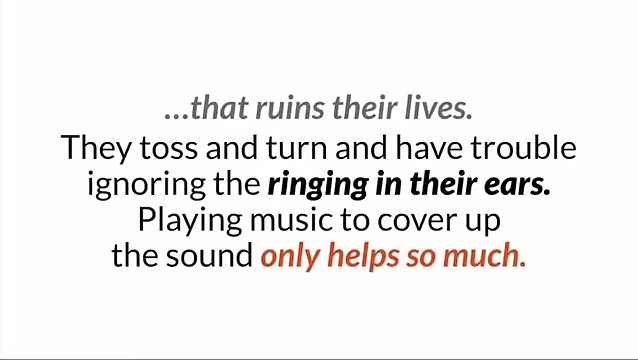 ...that ruins their lives.
They toss and turn and have trouble
ignoring the ringing in their ears.
Playing music to cover up
the sound only helps so much.